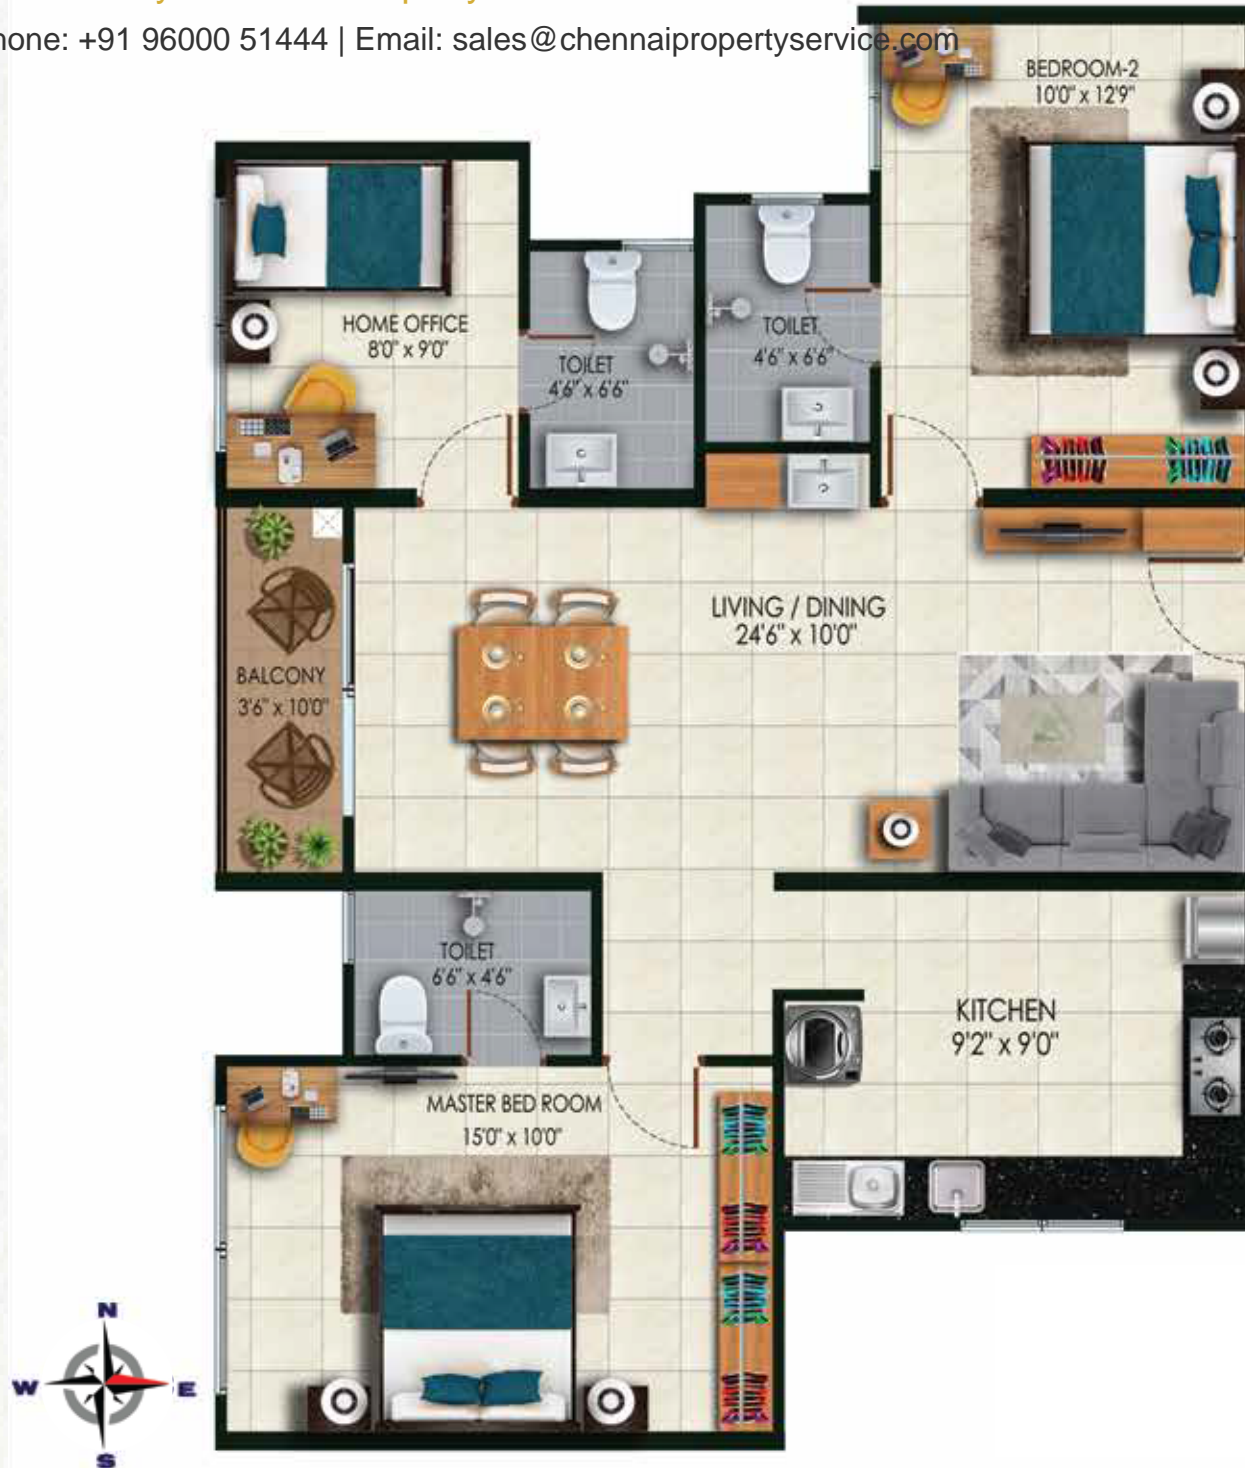 hone: +91 96000 51444 | Email: sales@chennaipropertyservice.com
BEDROOM-2
10'0" x 12'9"
HOME OFFICE
8'0" x 9'0"
TOILET
4'6" x 6'6"
TOILET
4'6" x 6'6"
LIVING / DINING
24'6" x 10'0"
BALCONY
3'6" x 10'0"
TOILET
6'6" x 4'6"
KITCHEN
9'2" x 9'0"
MASTER BED ROOM
15'0" x 10'0"
N
W
E
S